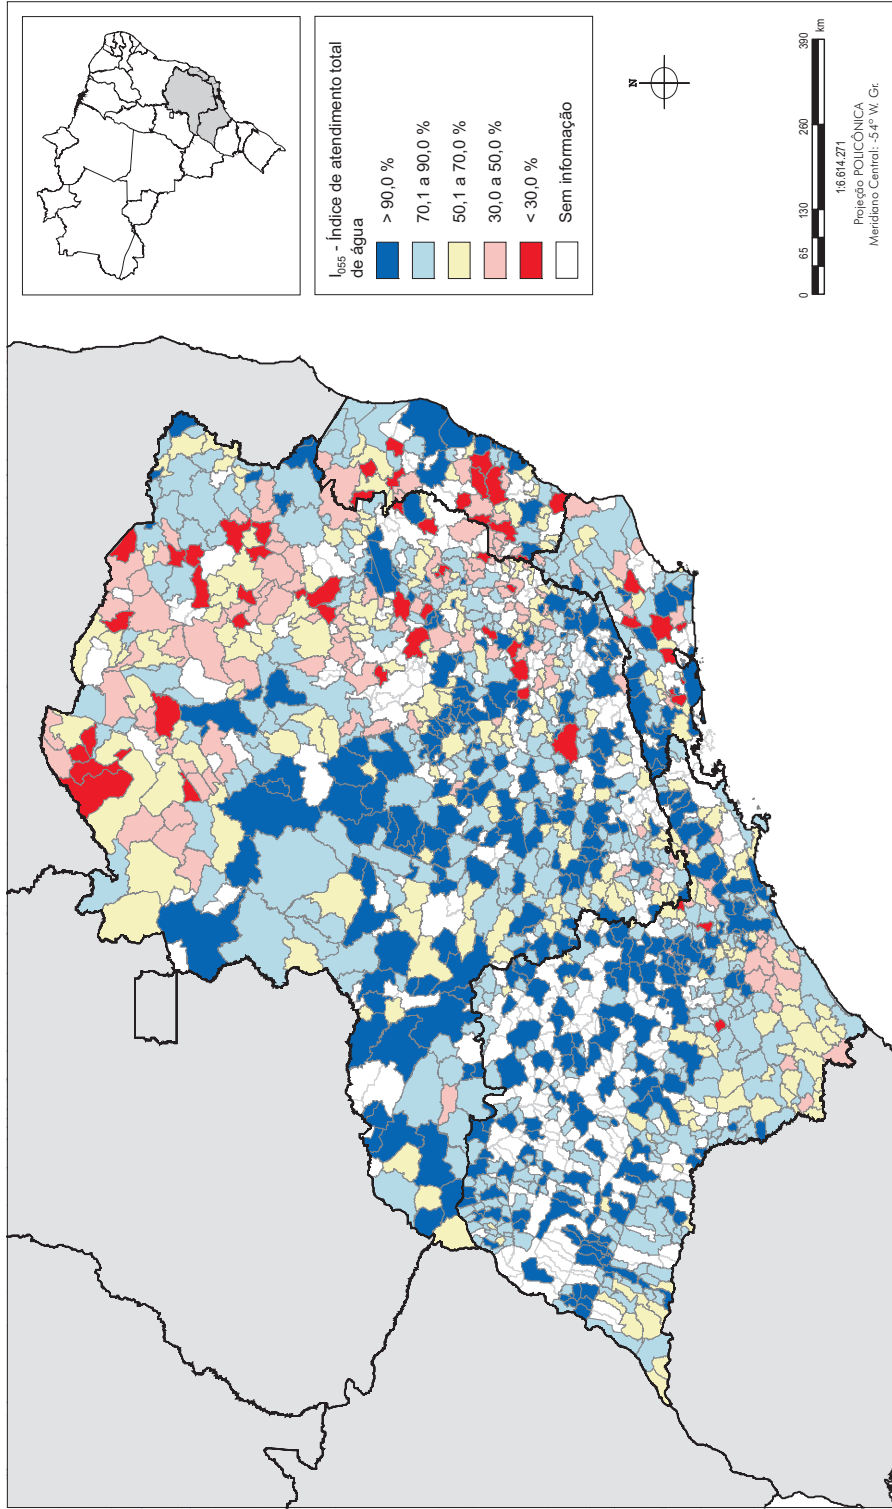 I055 - Índice de atendimento total
de água
> 90,0 %
70,1 a 90,0 %
50,1 a 70,0 %
30,0 a 50,0 %
< 30,0 %
Sem informação
N
0 65 130 260 390
km
1:6.614.271
Projeção POLICÔNICA
Meridiano Central: -54º W. Gr.